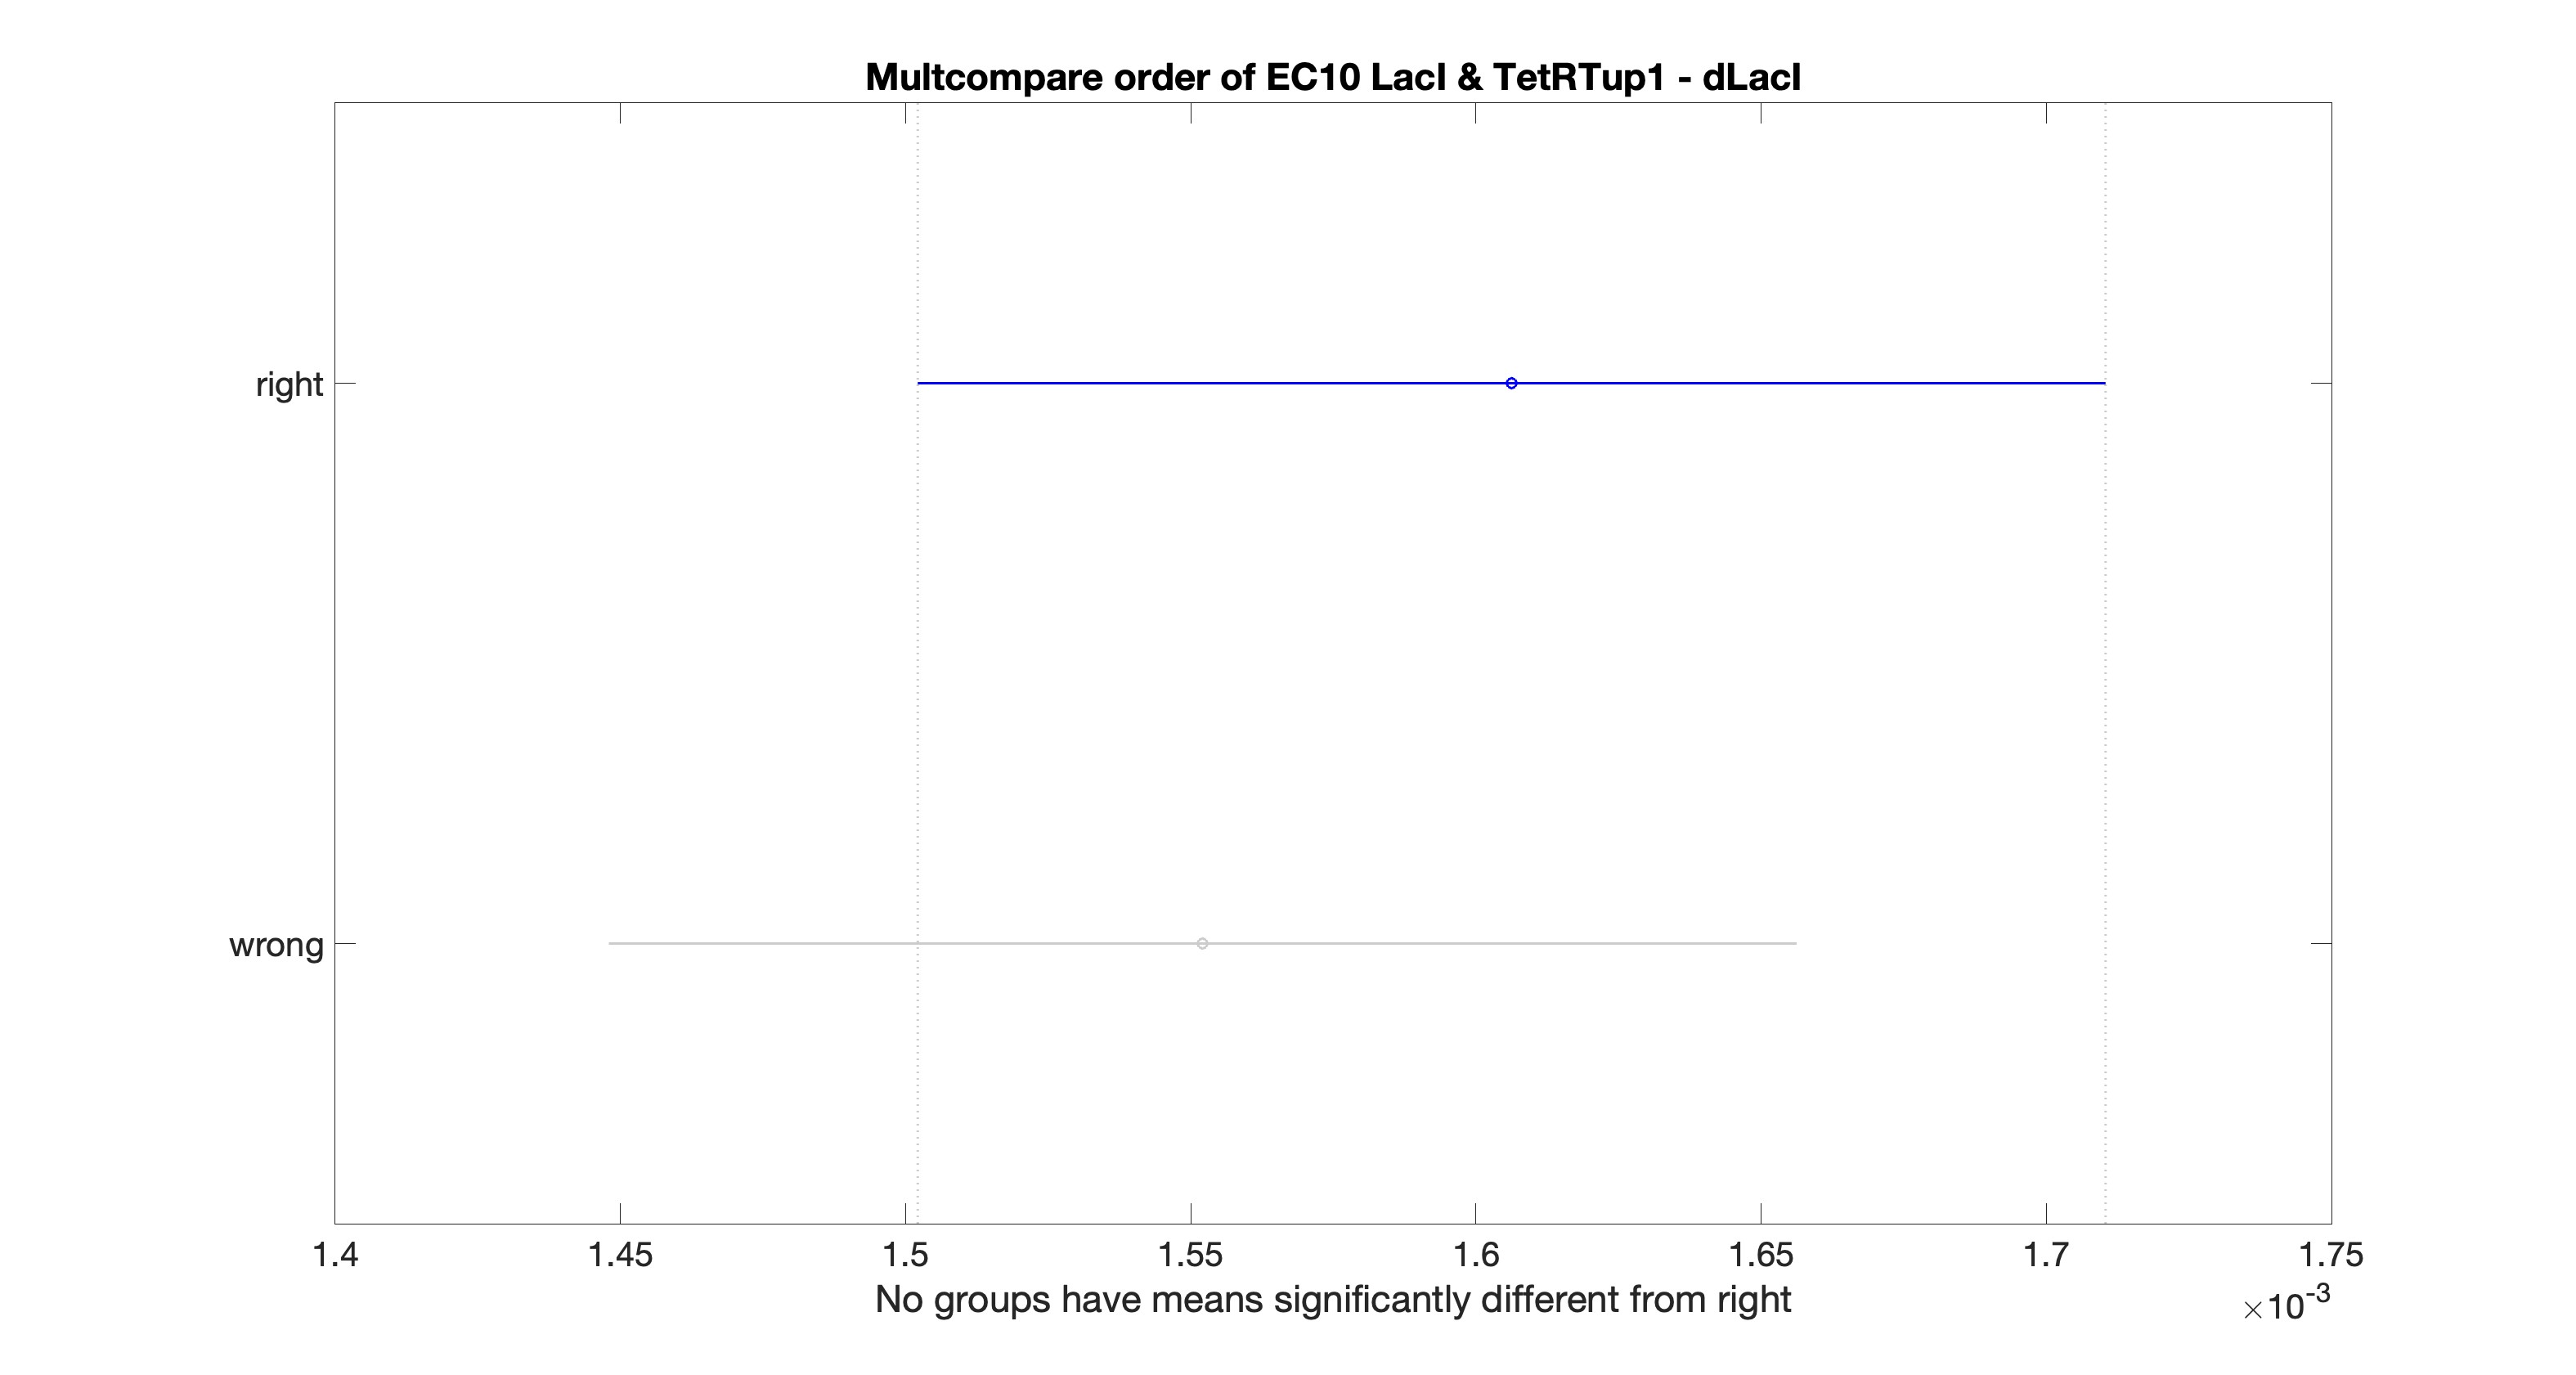 Multcompare order of EC10 LacI & TetRTup1 - dLacI
right
wrong
1.4 1.45 1.5 1.55 1.6 1.65 1.7 1.75
No groups have means significantly different from right
×10-3